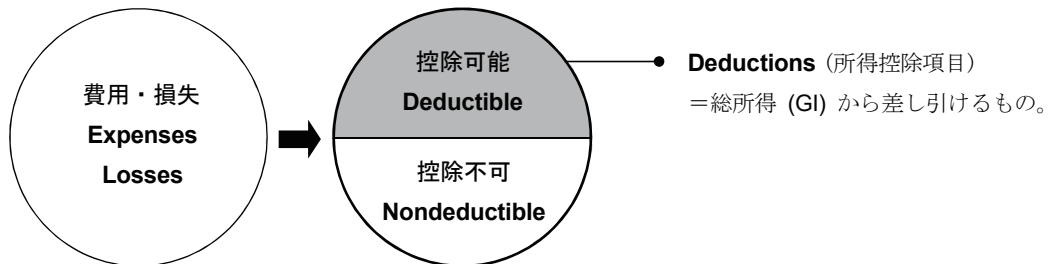 費用・損失
Expenses
Losses
控除可能
Deductible
控除不可
Nondeductible
Deductions（所得控除項目）
＝総所得 (GI) から差し引けるもの。